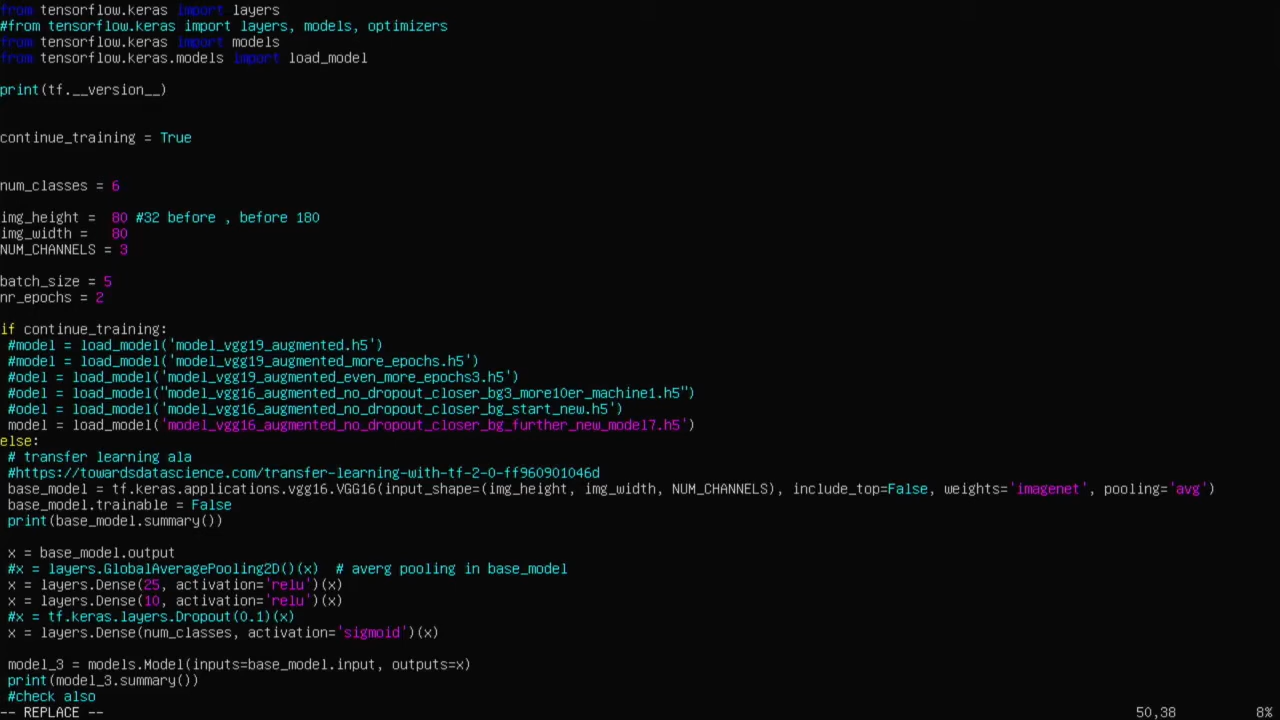 from tensorflow.keras import layers
#from tensorflow.keras import layers, models, optimizers
from tensorflow.keras import models
from tensorflow.keras.models import load_model
print(tf.__version__)
continue_training = True
num_classes = 6
img_height =  80 #32 before , before 180
img_width =   80
NUM_CHANNELS = 3
batch_size = 5
nr_epochs = 2
if continue_training:
 #model = load_model('model_vgg19_augmented.h5')
 #model = load_model('model_vgg19_augmented_more_epochs.h5')
 #odel = load_model('model_vgg19_augmented_even_more_epochs3.h5')
 #odel = load_model("model_vgg16_augmented_no_dropout_closer_bg3_more10er_machine1.h5")
 #odel = load_model('model_vgg16_augmented_no_dropout_closer_bg_start_new.h5')
 model = load_model('model_vgg16_augmented_no_dropout_closer_bg_further_new_model7.h5')
else:
 # transfer learning ala
 #https://towardsdatascience.com/transfer-learning-with-tf-2-0-ff960901046d
 base_model = tf.keras.applications.vgg16.VGG16(input_shape=(img_height, img_width, NUM_CHANNELS), include_top=False, weights='imagenet', pooling='avg')
 base_model.trainable = False
 print(base_model.summary())
 x = base_model.output
 #x = layers.GlobalAveragePooling2D()(x)  # averg pooling in base_model
 x = layers.Dense(25, activation='relu')(x)
 x = layers.Dense(10, activation='relu')(x)
 #x = tf.keras.layers.Dropout(0.1)(x)
 x = layers.Dense(num_classes, activation='sigmoid')(x)
 model_3 = models.Model(inputs=base_model.input, outputs=x)
 print(model_3.summary())
 #check also
-- REPLACE -- 50,38 8%